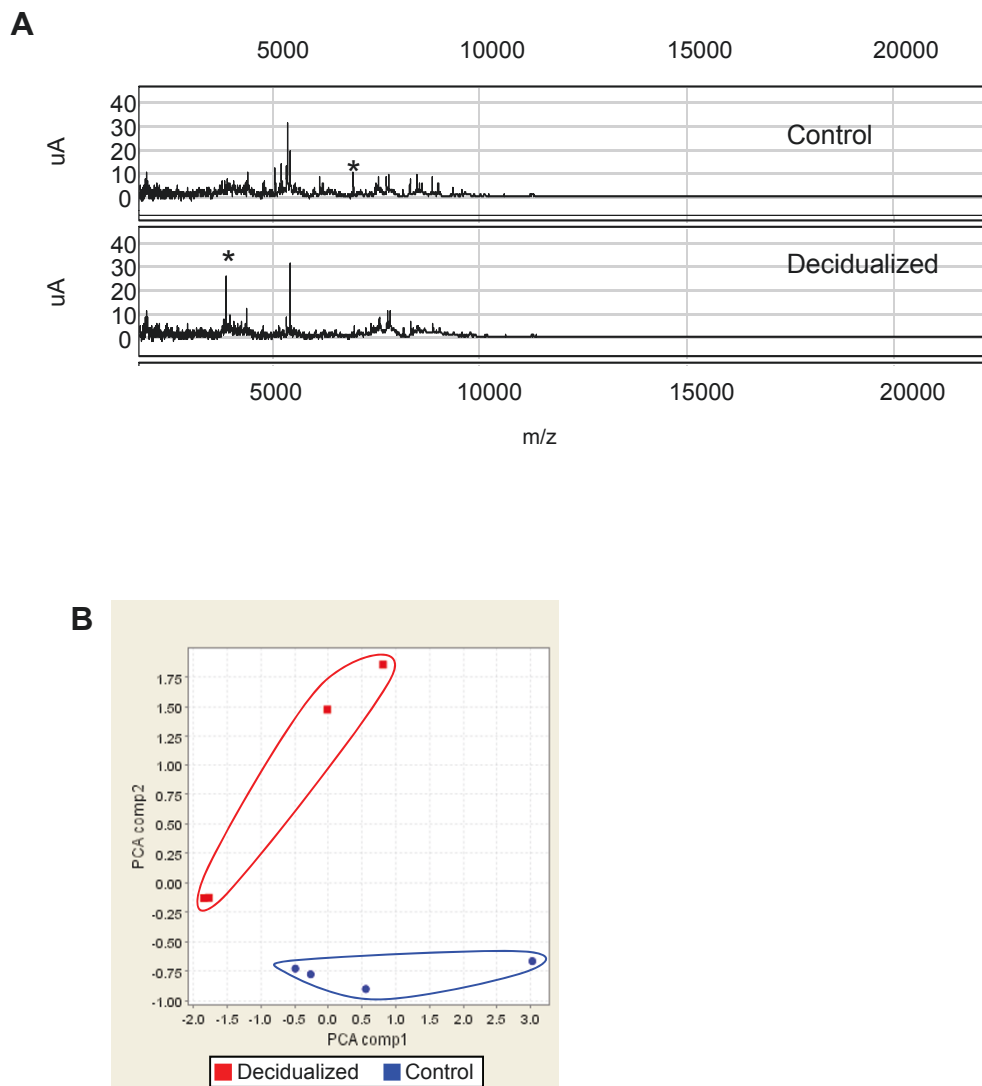 A
5000 10000 15000 20000
40
30
20
10
0
uA
*
Control
40
30
20
10
0
uA
*
Decidualized
5000 10000 15000 20000
m/z
B
1.75
1.50
1.25
1.00
0.75
0.50
0.25
0.00
-0.25
-0.50
-0.75
-1.00
PCA comp2
-2.0 -1.5 -1.0 -0.5 0.0 0.5 1.0 1.5 2.0 2.5 3.0
PCA comp1
Decidualized Control